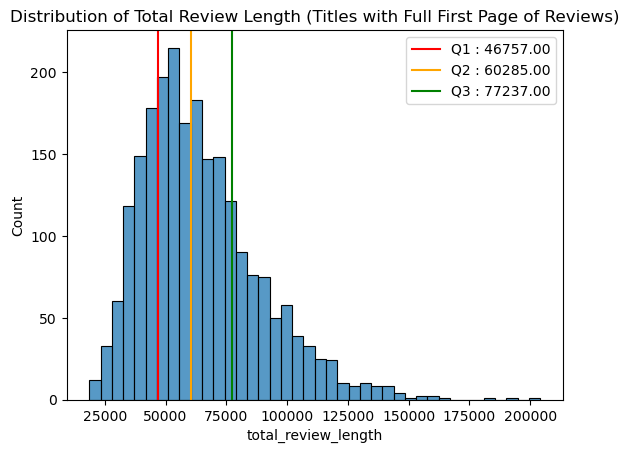 Distribution of Total Review Length (Titles with Full First Page of Reviews)
Q1 : 46757.00
Q2 : 60285.00
Q3 : 77237.00
200
150
100
50
0
Count
25000 50000 75000 100000 125000 150000 175000 200000
total_review_length